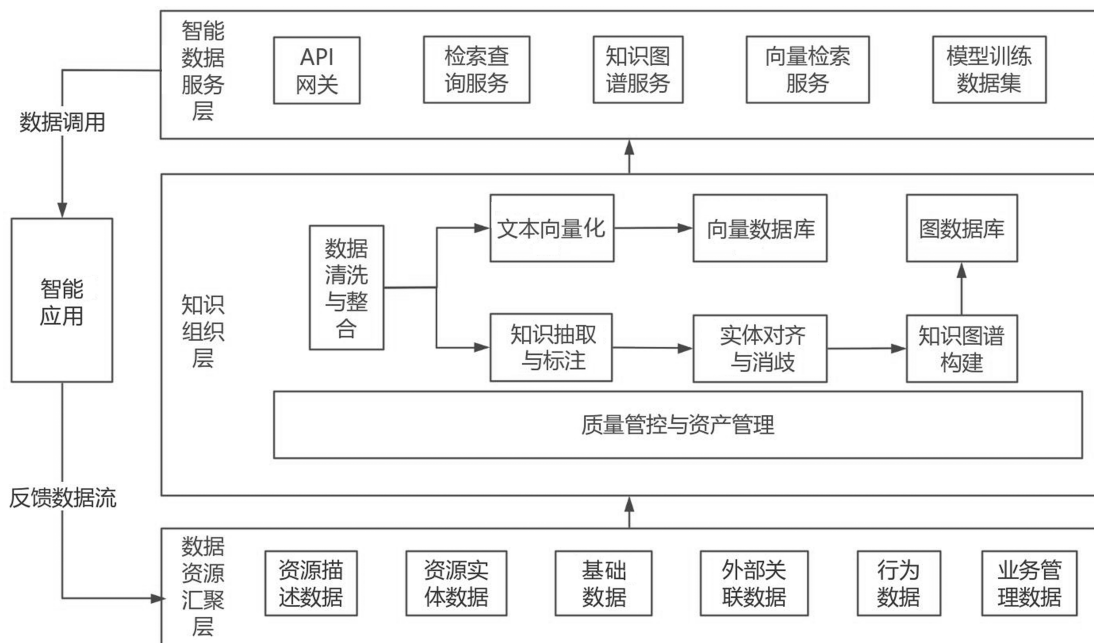 智能
数据
服务
层
API
网关
检索查
询服务
知识图
谱服务
向量检索
服务
模型训练
数据集
数据调用
智能
应用
反馈数据流
知识
组织
层
数据
清洗
与整
合
文本向量化
向量数据库
图数据库
知识抽取
与标注
实体对齐
与消歧
知识图谱
构建
质量管控与资产管理
数据
资源
汇聚
层
资源描
述数据
资源实
体数据
基础
数据
外部关
联数据
行为
数据
业务管
理数据